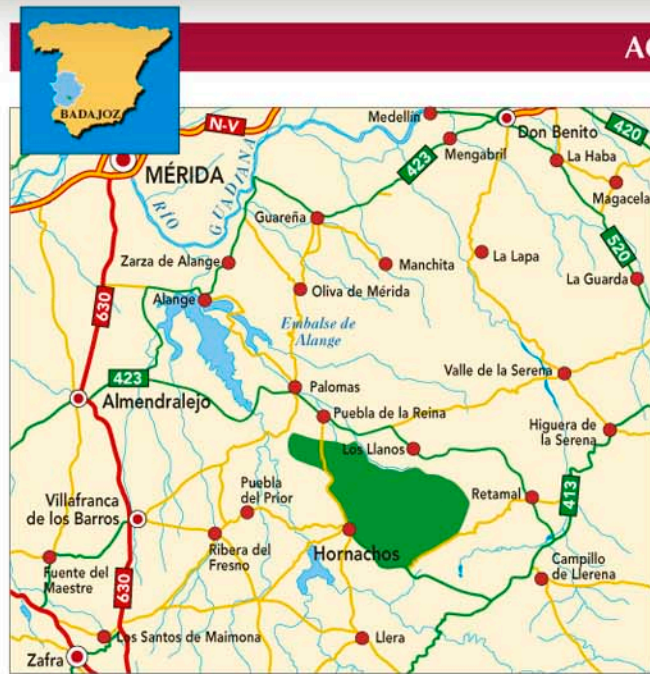 AC
BADAJOZ
N-V
MÉRIDA
RÍO
GUADIANA
Medellín
Don Benito
420
Mengabril
423
La Haba
Magacela
Guareña
520
Zarza de Alange
Manchita
La Lapa
La Guarda
Alange
Oliva de Mérida
630
Embalse de
Alange
423
Palomas
Valle de la Serena
Almendralejo
Puebla de la Reina
Higuera de
la Serena
Los Llanos
Villafranca
de los Barros
Puebla
del Prior
Retamal
413
Ribera del
Fresno
Hornachos
Fuente del
Maestre
630
Campillo
de Llerena
Los Santos de Maimona
Llera
Zafra